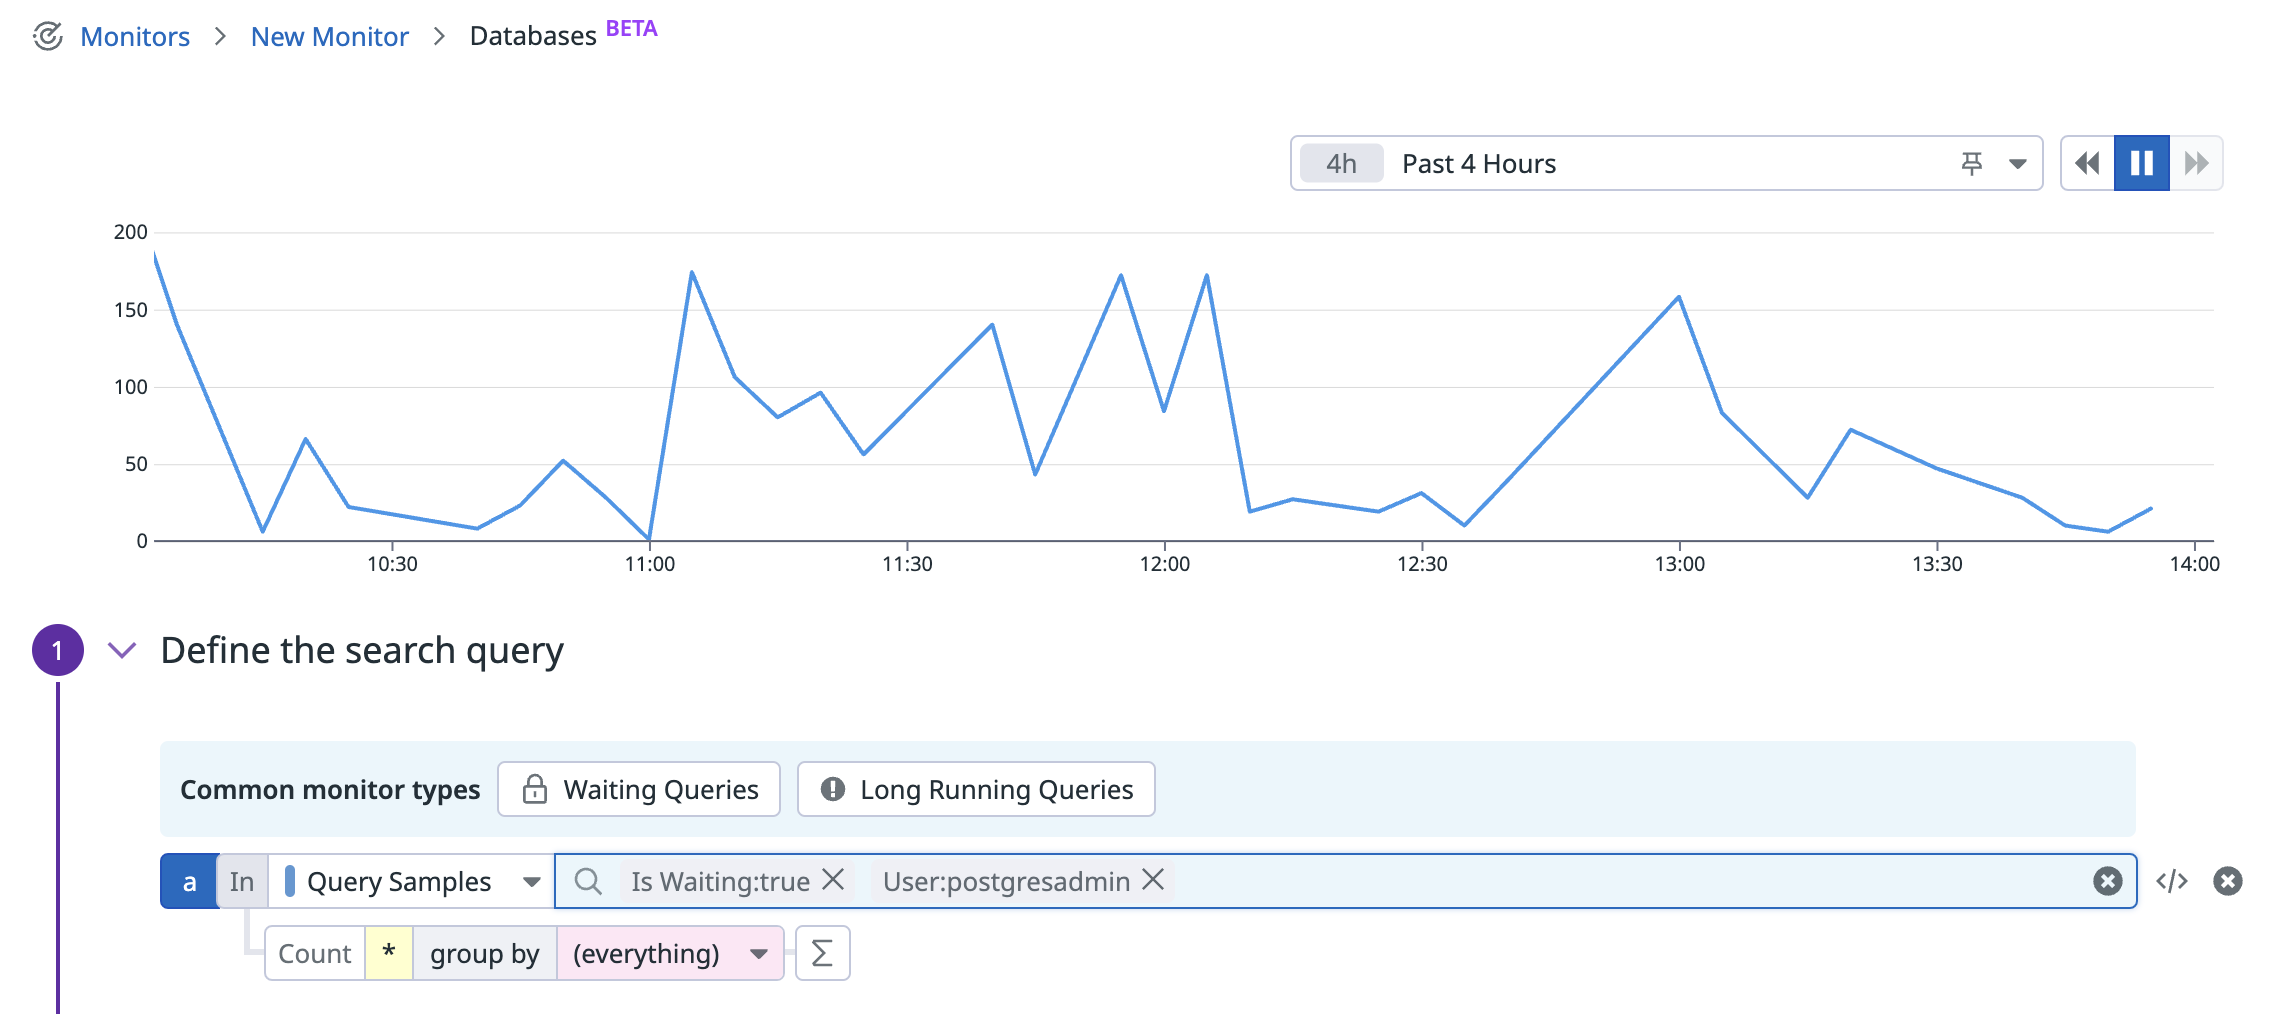 Monitors > New Monitor > Databases BETA
4h Past 4 Hours
200
150
100
50
0
10:30 11:00 11:30 12:00 12:30 13:00 13:30 14:00
1 Define the search query
Common monitor types Waiting Queries Long Running Queries
a In Query Samples Is Waiting:true User:postgresadmin </>
Count * group by (everything) Σ